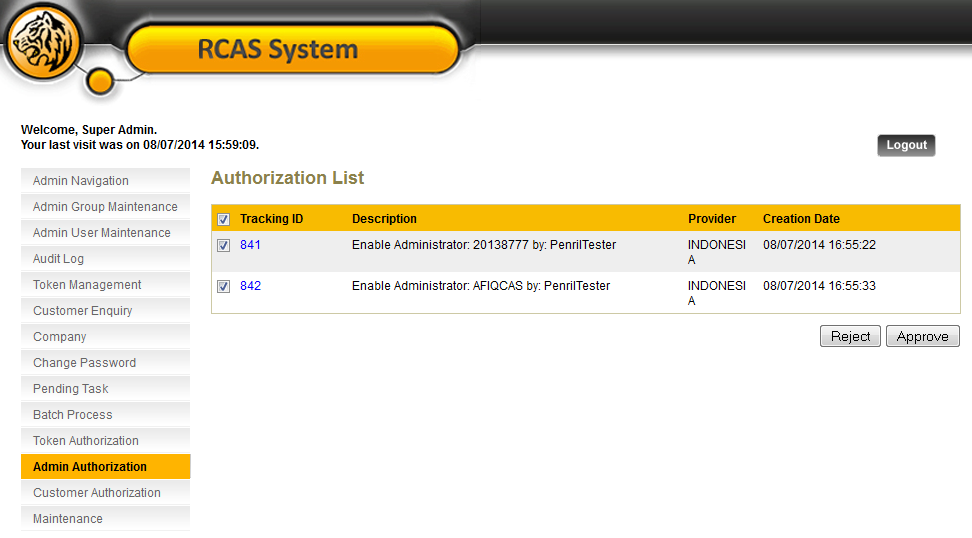 RCAS System
Welcome, Super Admin.
Your last visit was on 08/07/2014 15:59:09.
Logout
Admin Navigation
Admin Group Maintenance
Admin User Maintenance
Audit Log
Token Management
Customer Enquiry
Company
Change Password
Pending Task
Batch Process
Token Authorization
Admin Authorization
Customer Authorization
Maintenance
Authorization List
Tracking ID Description Provider Creation Date
841 Enable Administrator: 20138777 by: PenrilTester INDONESI 08/07/2014 16:55:22
A
842 Enable Administrator: AFIQCAS by: PenrilTester INDONESI 08/07/2014 16:55:33
A
Reject Approve